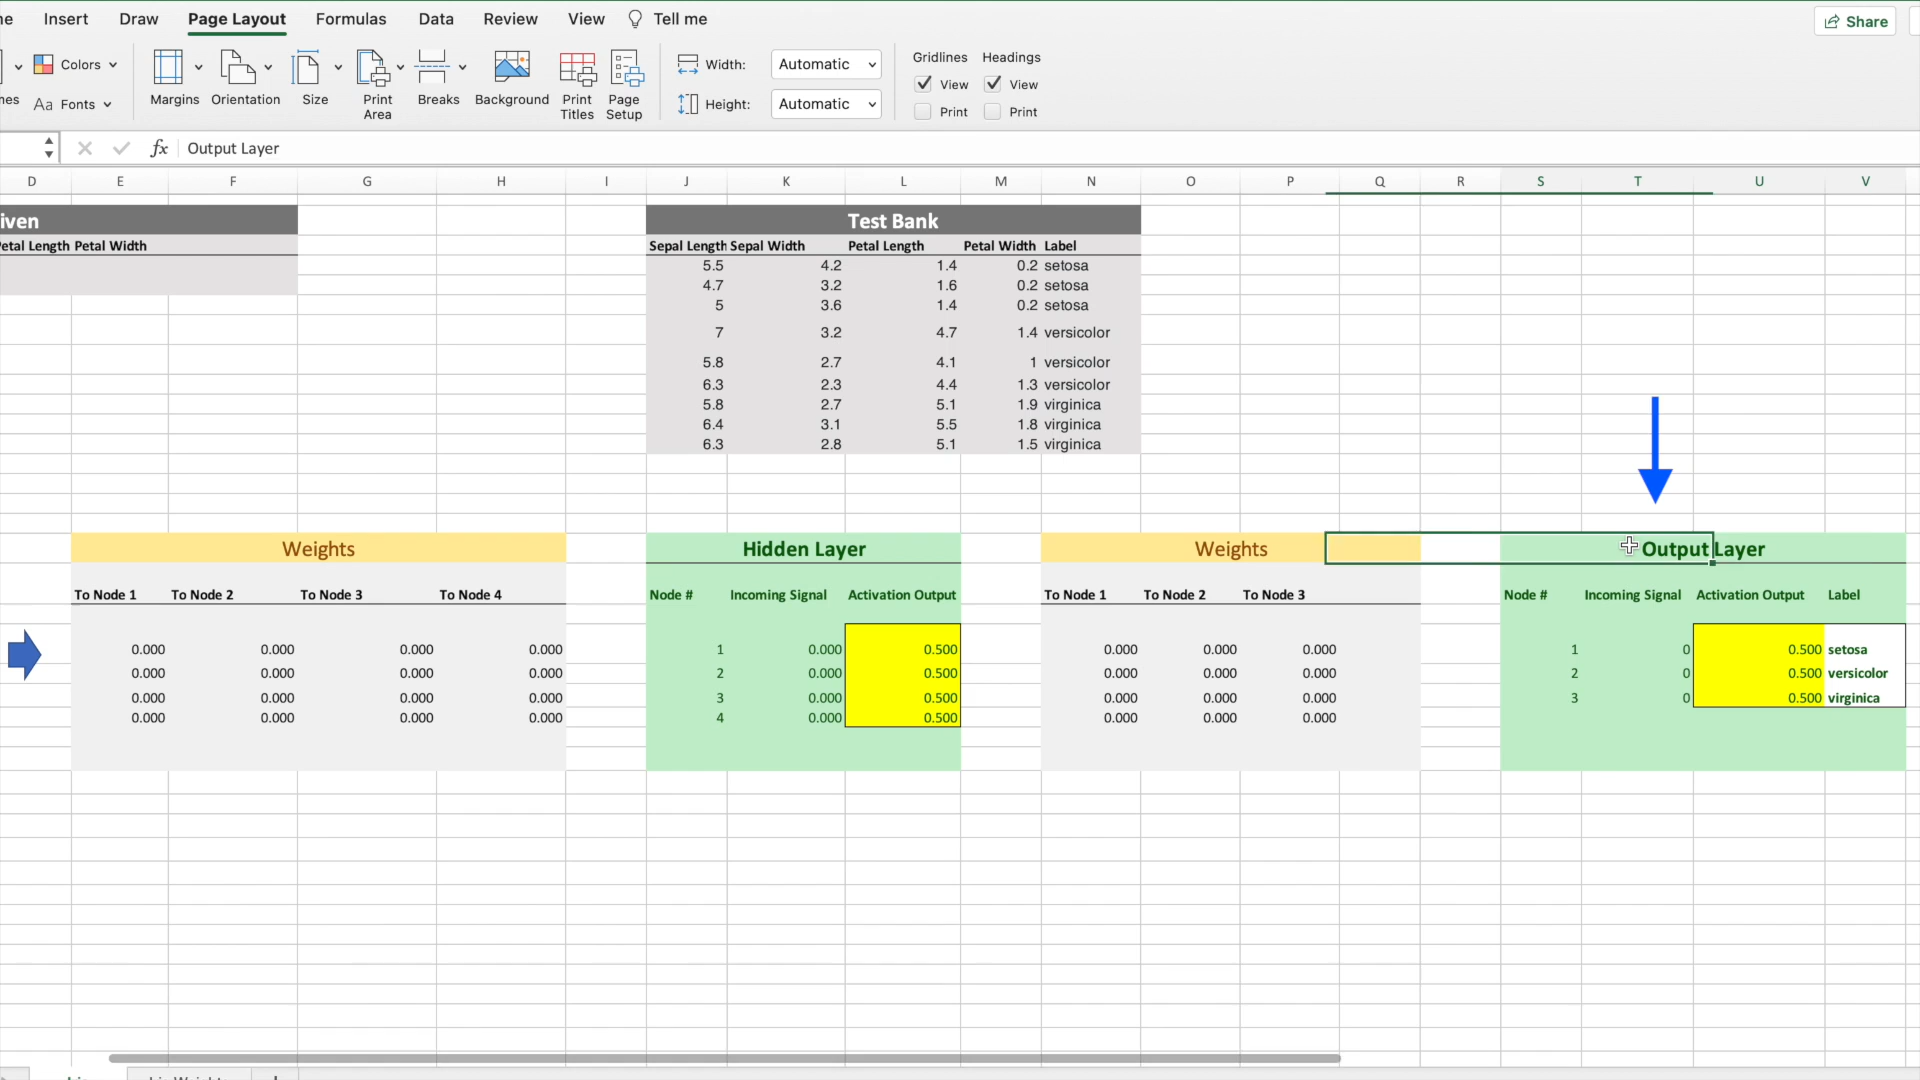 Insert Draw Page Layout Formulas Data Review View Tell me Share
Colors
Fonts
Margins Orientation Size Print Area Breaks Background Print Titles Page Setup
Width: Automatic
Height: Automatic
Gridlines Headings
View View
Print Print
fx Output Layer
D E F G H I J K L M N O P Q R S T U V
iven Test Bank
etal Length Petal Width Sepal Length Sepal Width Petal Length Petal Width Label
5.5 4.2 1.4 0.2 setosa
4.7 3.2 1.6 0.2 setosa
5 3.6 1.4 0.2 setosa
7 3.2 4.7 1.4 versicolor
5.8 2.7 4.1 1 versicolor
6.3 2.3 4.4 1.3 versicolor
5.8 2.7 5.1 1.9 virginica
6.4 3.1 5.5 1.8 virginica
6.3 2.8 5.1 1.5 virginica
Weights Hidden Layer Weights Output Layer
To Node 1 To Node 2 To Node 3 To Node 4 Node # Incoming Signal Activation Output To Node 1 To Node 2 To Node 3 Node # Incoming Signal Activation Output Label
0.000 0.000 0.000 0.000 1 0.000 0.500 0.000 0.000 0.000 1 0 0.500 setosa
0.000 0.000 0.000 0.000 2 0.000 0.500 0.000 0.000 0.000 2 0 0.500 versicolor
0.000 0.000 0.000 0.000 3 0.000 0.500 0.000 0.000 0.000 3 0 0.500 virginica
0.000 0.000 0.000 0.000 4 0.000 0.500 0.000 0.000 0.000